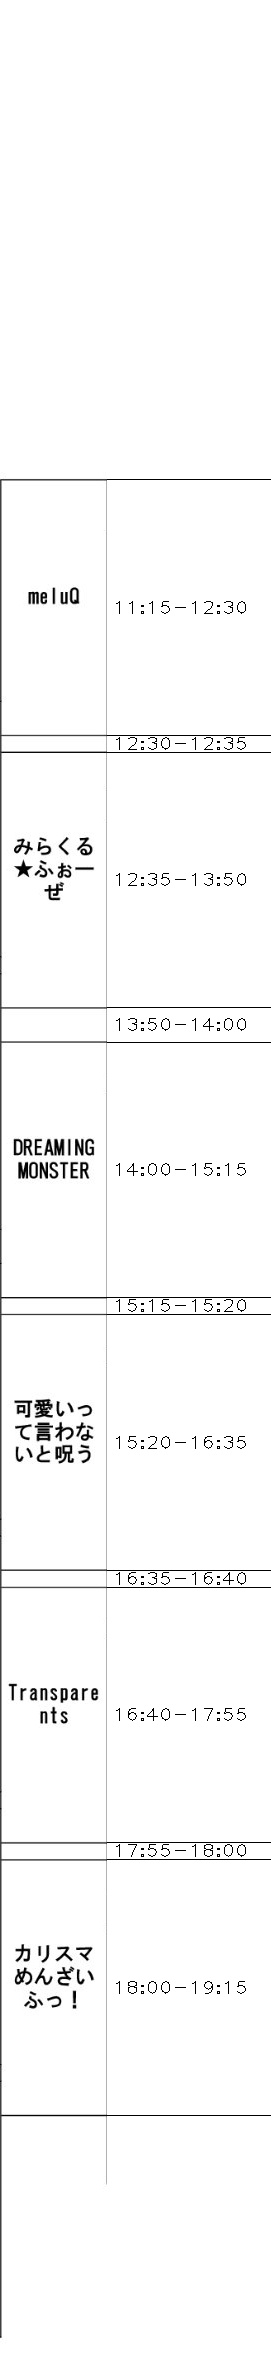 meluQ
11:15-12:30
12:30-12:35
みらくる
★ふぉー
ぜ
12:35-13:50
13:50-14:00
DREAMING
MONSTER
14:00-15:15
15:15-15:20
可愛いっ
て言わな
いと呪う
15:20-16:35
16:35-16:40
Transpare
nts
16:40-17:55
17:55-18:00
カリスマ
めんざい
ふっ！
18:00-19:15